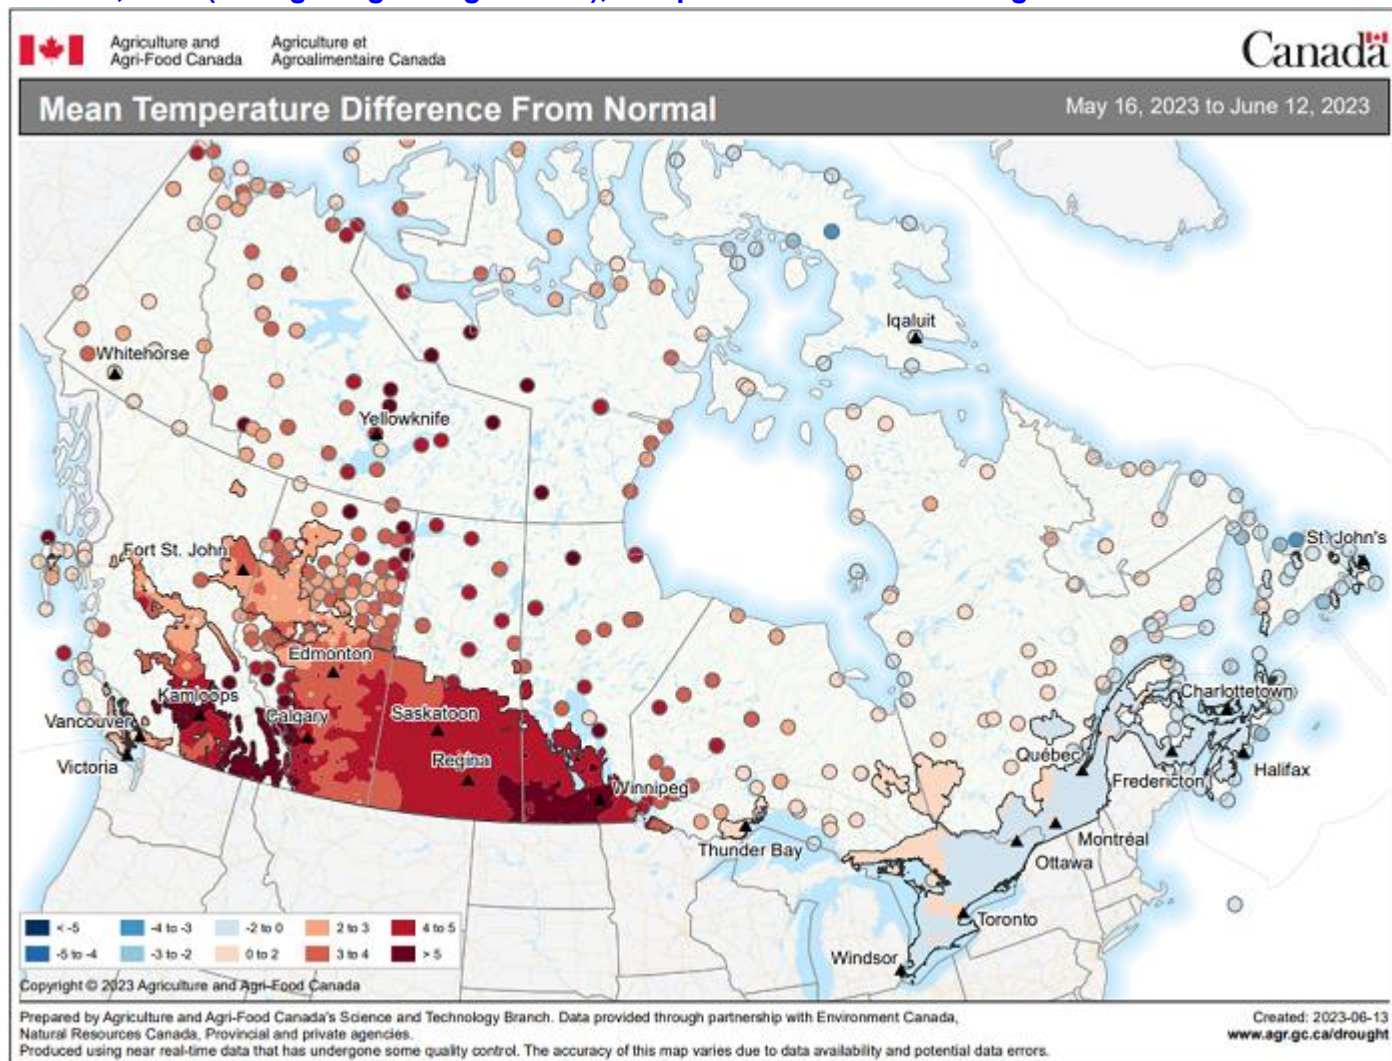 Agriculture and
Agri-Food Canada
Agriculture et
Agroalimentaire Canada
Canada
Mean Temperature Difference From Normal
May 16, 2023 to June 12, 2023
Iqaluit
Whitehorse
Yellowknife
St. John's
Fort St. John
Edmonton
Kamloops
Charlottetown
Vancouver
Calgary
Saskatoon
Québec
Regina
Victoria
Halifax
Fredericton
Winnipeg
Thunder Bay
Montréal
Ottawa
Toronto
Windsor
< -5
-4 to -3
-2 to 0
2 to 3
4 to 5
-5 to -4
-3 to -2
0 to 2
3 to 4
> 5
Copyright © 2023 Agriculture and Agri-Food Canada
Prepared by Agriculture and Agri-Food Canada's Science and Technology Branch. Data provided through partnership with Environment Canada,
Natural Resources Canada, Provincial and private agencies.
Produced using near real-time data that has undergone some quality control. The accuracy of this map varies due to data availability and potential data errors.
Created: 2023-06-13
www.agr.gc.ca/drought